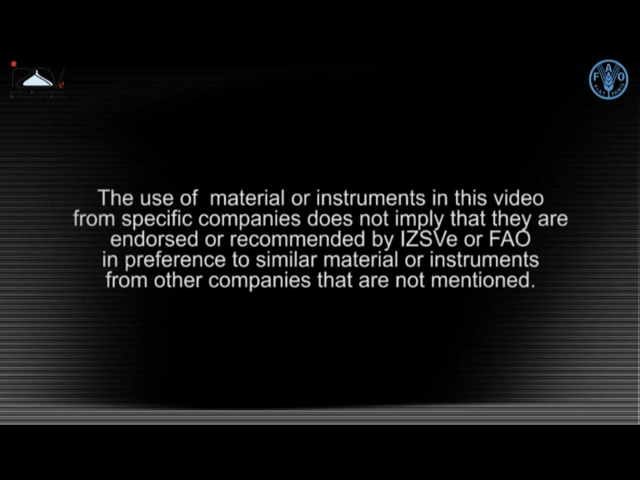 F A O
The use of  material or instruments in this video
from specific companies does not imply that they are
endorsed or recommended by IZSVe or FAO
in preference to similar material or instruments
from other companies that are not mentioned.